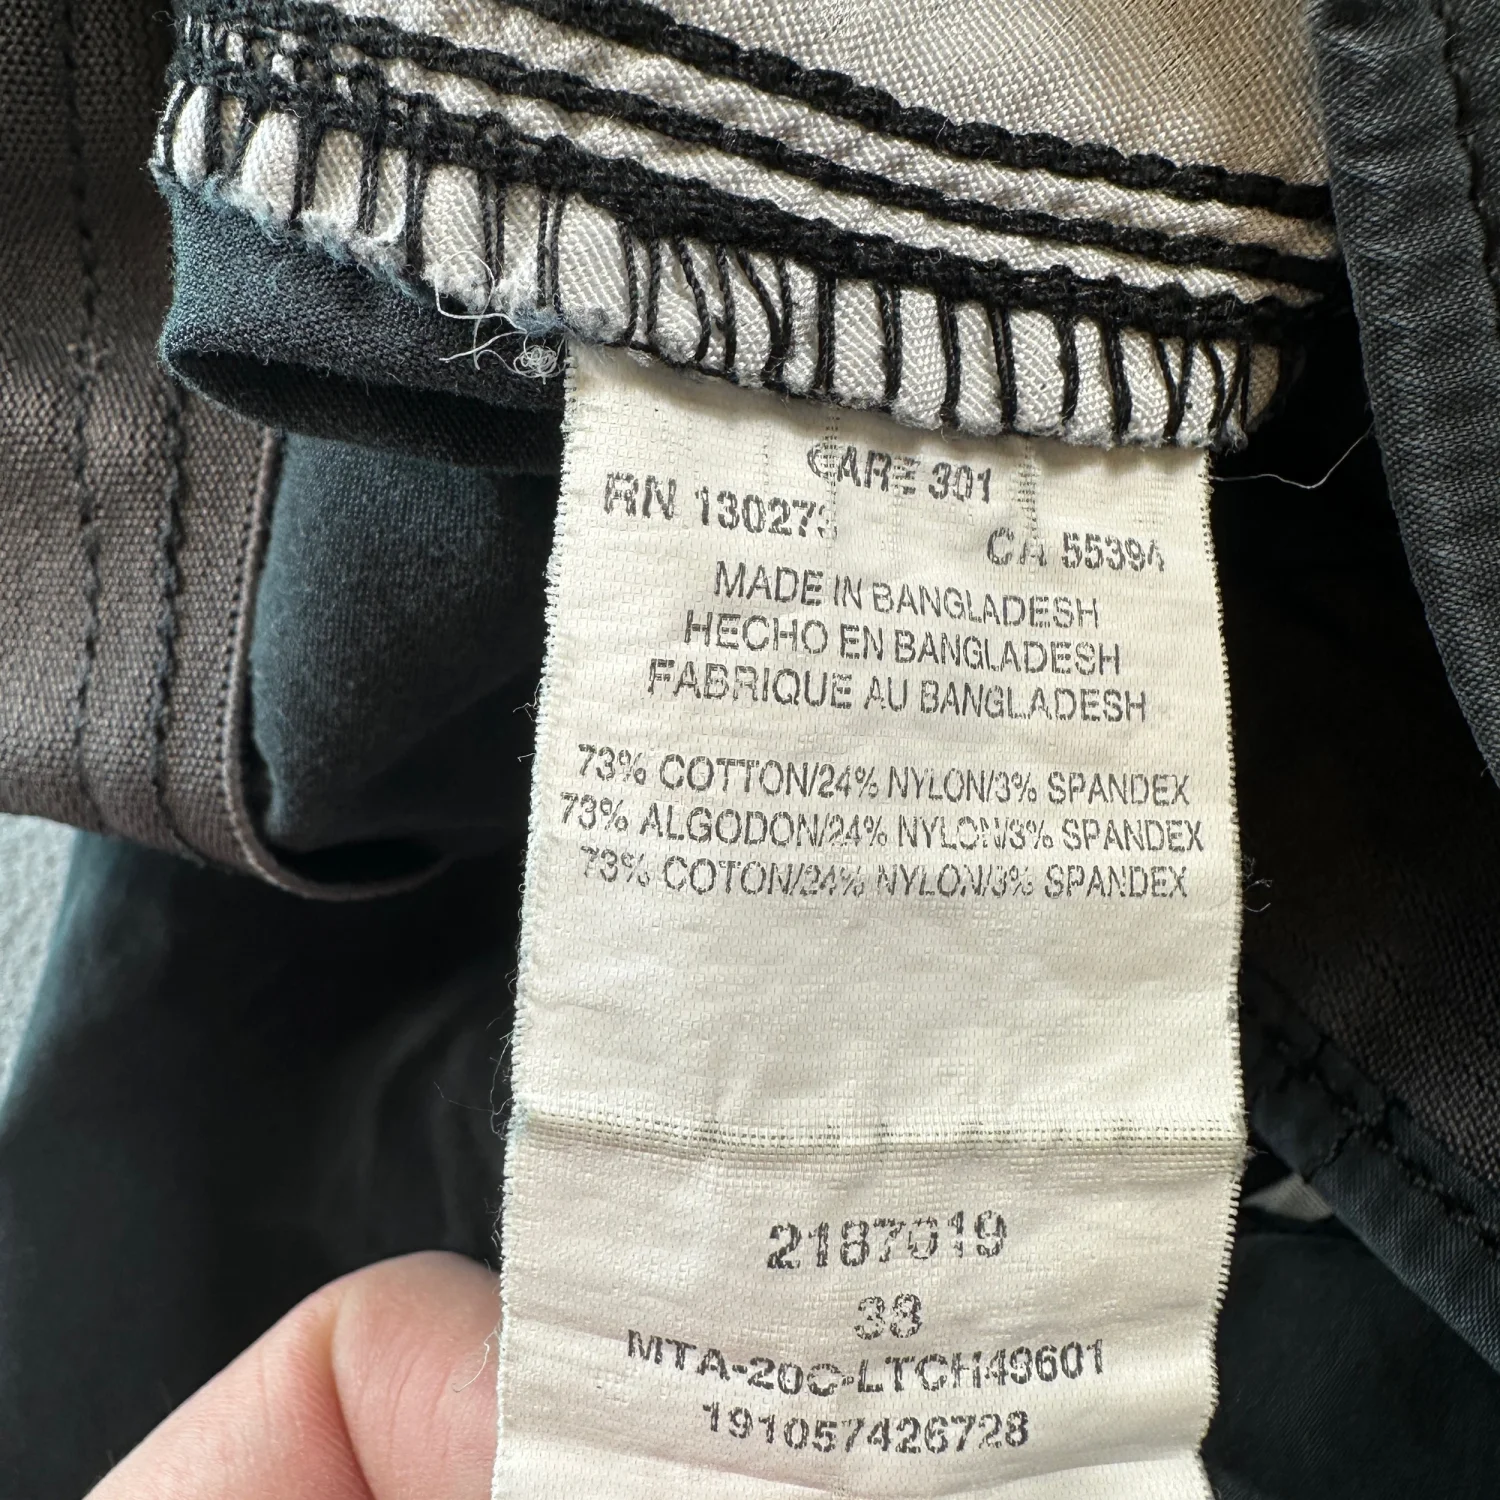 CARE 301
RN 130273
CA 55394
MADE IN BANGLADESH
HECHO EN BANGLADESH
FABRIQUE AU BANGLADESH
73% COTTON/24% NYLON/3% SPANDEX
73% ALGODON/24% NYLON/3% SPANDEX
73% COTON/24% NYLON/3% SPANDEX
2187019
38
MTA-20C-LTCH49601
191057426728